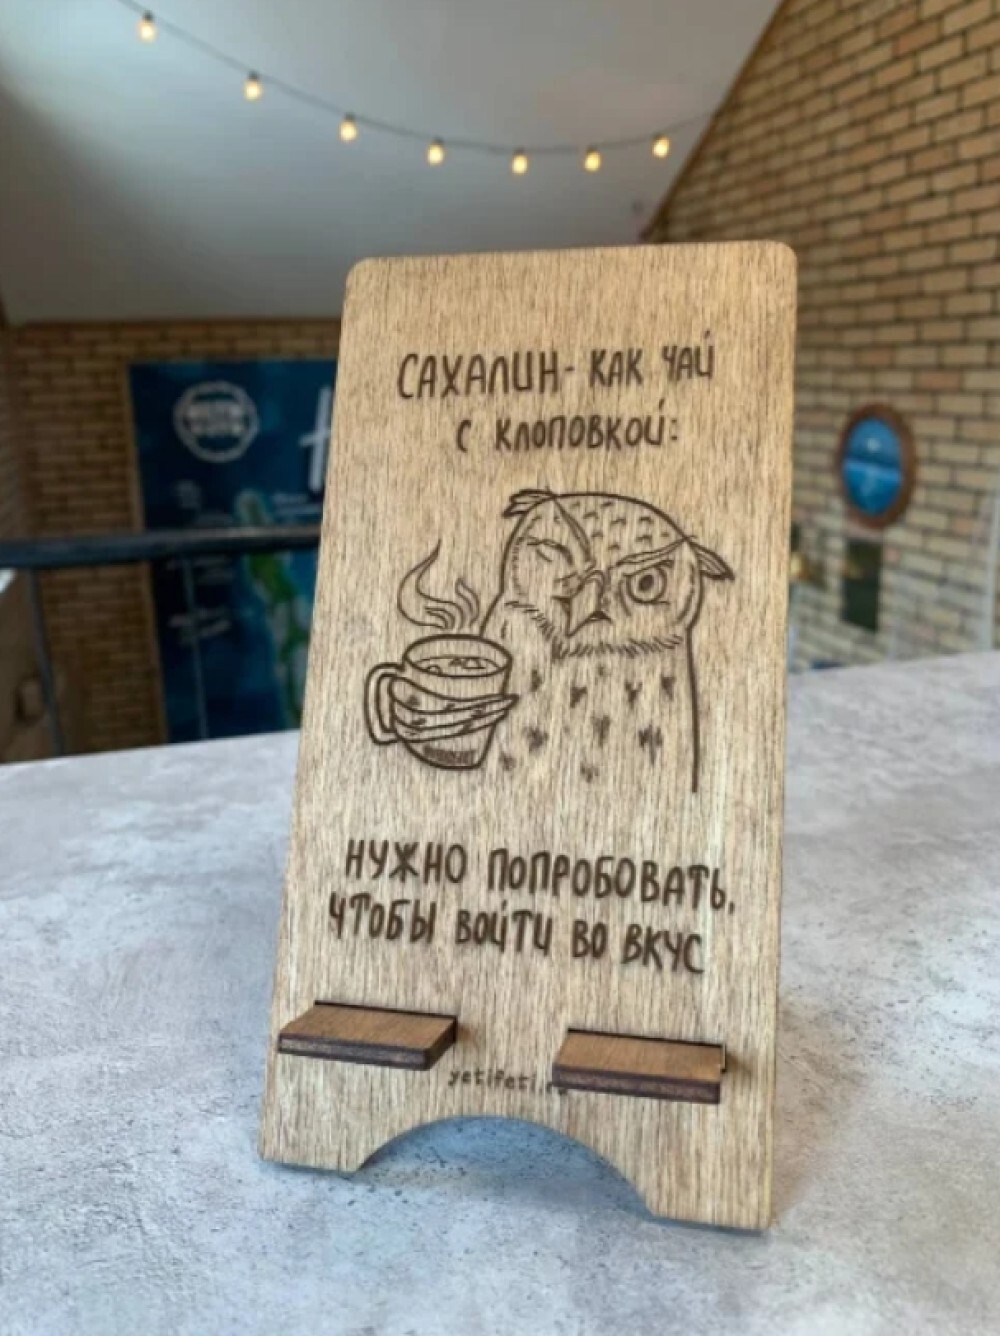 САХАЛИН - КАК ЧАЙ
С КЛОПОВКОЙ:
НУЖНО ПОПРОБОВАТЬ,
ЧТОБЫ ВОЙТИ ВО ВКУС